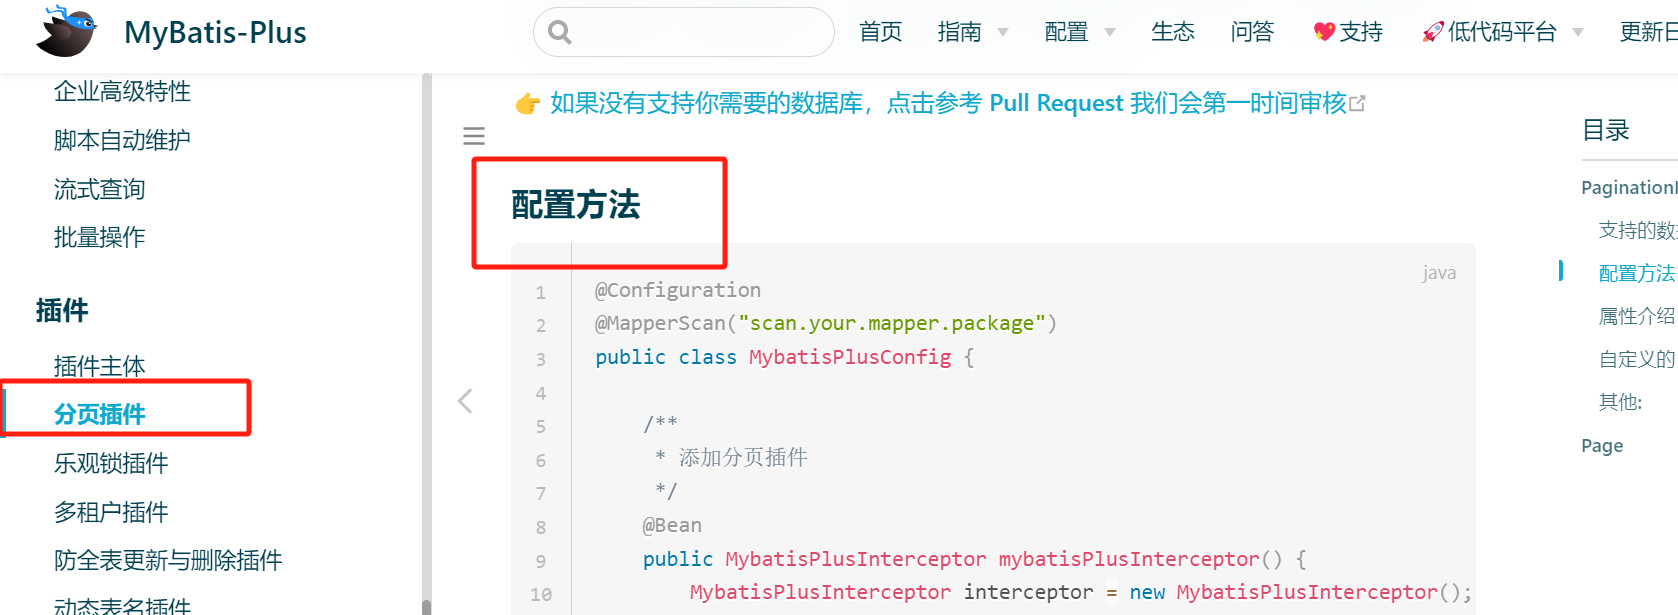 MyBatis-Plus
首页 指南 配置 生态 问答 支持 低代码平台 更新
企业高级特性
脚本自动维护
流式查询
批量操作
插件
插件主体
分页插件
乐观锁插件
多租户插件
防全表更新与删除插件
动态表名插件
如果没有支持你需要的数据库，点击参考 Pull Request 我们会第一时间审核
配置方法
java
1 @Configuration
2 @MapperScan("scan.your.mapper.package")
3 public class MybatisPlusConfig {
4
5 /**
6 * 添加分页插件
7 */
8 @Bean
9 public MybatisPlusInterceptor mybatisPlusInterceptor() {
10 MybatisPlusInterceptor interceptor = new MybatisPlusInterceptor();
目录
Pagination
支持的数
配置方法
属性介绍
自定义的
其他:
Page